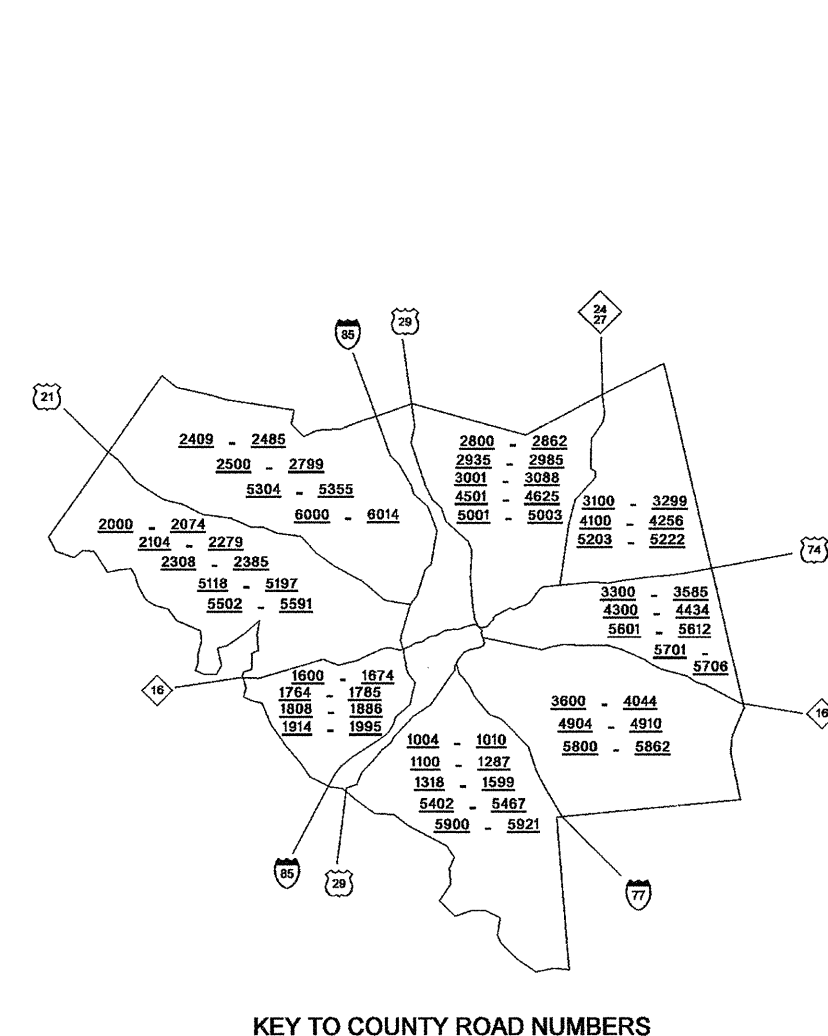 24
27
29
85
21
2409 - 2485
2500 - 2799
5304 - 5355
6000 - 6014
2800 - 2862
2935 - 2985
3001 - 3088
4501 - 4625
5001 - 5003
3100 - 3299
4100 - 4256
5203 - 5222
2000 - 2074
2104 - 2279
2308 - 2385
5118 - 5197
5502 - 5591
74
3300 - 3585
4300 - 4434
5601 - 5612
5701 -
5706
16
1600 - 1674
1764 - 1785
1808 - 1886
1914 - 1995
3600 - 4044
4904 - 4910
5800 - 5862
16
1004 - 1010
1100 - 1287
1318 - 1599
5402 - 5467
5900 - 5921
85
29
77
KEY TO COUNTY ROAD NUMBERS